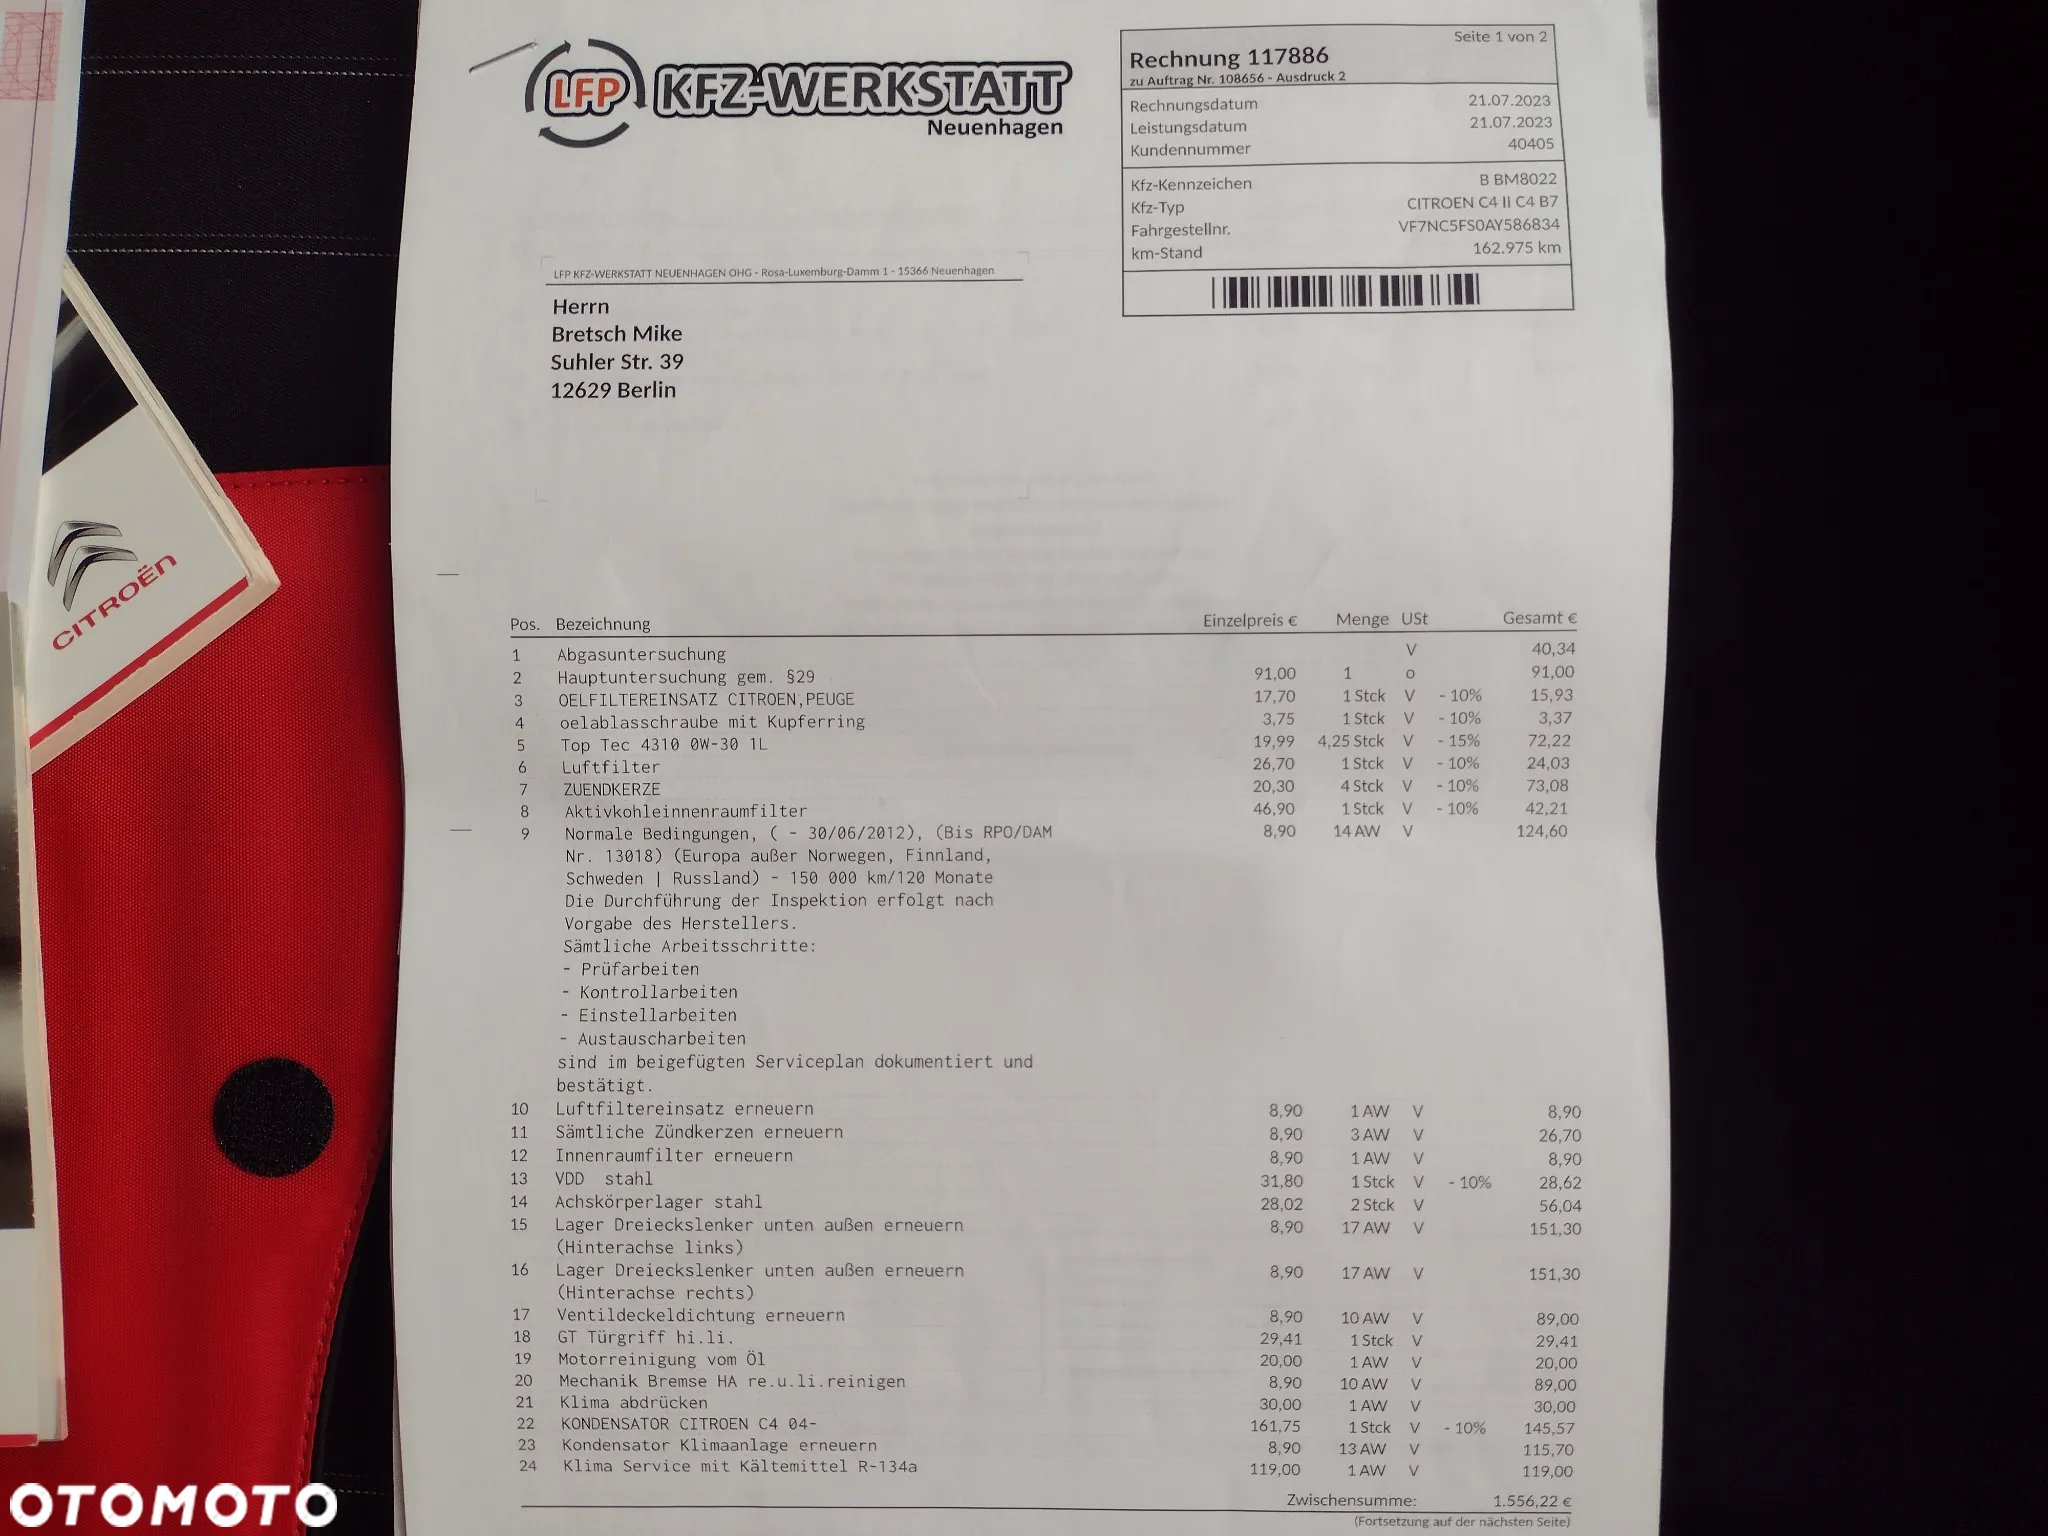 LFP KFZ-WERKSTATT
Neuenhagen
Seite 1 von 2
Rechnung 117886
zu Auftrag Nr. 108656 - Ausdruck 2
Rechnungsdatum 21.07.2023
Leistungsdatum 21.07.2023
Kundennummer 40405
Kfz-Kennzeichen B BM8022
Kfz-Typ CITROEN C4 II C4 B7
Fahrgestellnr. VF7NC5FS0AY586834
km-Stand 162.975 km
LFP KFZ-WERKSTATT NEUENHAGEN OHG - Rosa-Luxemburg-Damm 1 - 15366 Neuenhagen
Herrn
Bretsch Mike
Suhler Str. 39
12629 Berlin
CITROËN
Pos. Bezeichnung Einzelpreis € Menge USt Gesamt €
1 Abgasuntersuchung V 40,34
2 Hauptuntersuchung gem. §29 91,00 1 o 91,00
3 OELFILTEREINSATZ CITROEN,PEUGE 17,70 1 Stck V - 10% 15,93
4 oelablasschraube mit Kupferring 3,75 1 Stck V - 10% 3,37
5 Top Tec 4310 0W-30 1L 19,99 4,25 Stck V - 15% 72,22
6 Luftfilter 26,70 1 Stck V - 10% 24,03
7 ZUENDKERZE 20,30 4 Stck V - 10% 73,08
8 Aktivkohleinnenraumfilter 46,90 1 Stck V - 10% 42,21
9 Normale Bedingungen, ( - 30/06/2012), (Bis RPO/DAM 8,90 14 AW V 124,60
Nr. 13018) (Europa außer Norwegen, Finnland,
Schweden | Russland) - 150 000 km/120 Monate
Die Durchführung der Inspektion erfolgt nach
Vorgabe des Herstellers.
Sämtliche Arbeitsschritte:
- Prüfarbeiten
- Kontrollarbeiten
- Einstellarbeiten
- Austauscharbeiten
sind im beigefügten Serviceplan dokumentiert und
bestätigt.
10 Luftfiltereinsatz erneuern 8,90 1 AW V 8,90
11 Sämtliche Zündkerzen erneuern 8,90 3 AW V 26,70
12 Innenraumfilter erneuern 8,90 1 AW V 8,90
13 VDD stahl 31,80 1 Stck V - 10% 28,62
14 Achskörperlager stahl 28,02 2 Stck V 56,04
15 Lager Dreieckslenker unten außen erneuern 8,90 17 AW V 151,30
(Hinterachse links)
16 Lager Dreieckslenker unten außen erneuern 8,90 17 AW V 151,30
(Hinterachse rechts)
17 Ventildeckeldichtung erneuern 8,90 10 AW V 89,00
18 GT Türgriff hi.li. 29,41 1 Stck V 29,41
19 Motorreinigung vom Öl 20,00 1 AW V 20,00
20 Mechanik Bremse HA re.u.li.reinigen 8,90 10 AW V 89,00
21 Klima abdrücken 30,00 1 AW V 30,00
22 KONDENSATOR CITROEN C4 04- 161,75 1 Stck V - 10% 145,57
23 Kondensator Klimaanlage erneuern 8,90 13 AW V 115,70
24 Klima Service mit Kältemittel R-134a 119,00 1 AW V 119,00
Zwischensumme: 1.556,22 €
(Fortsetzung auf der nächsten Seite)
OTOMOTO